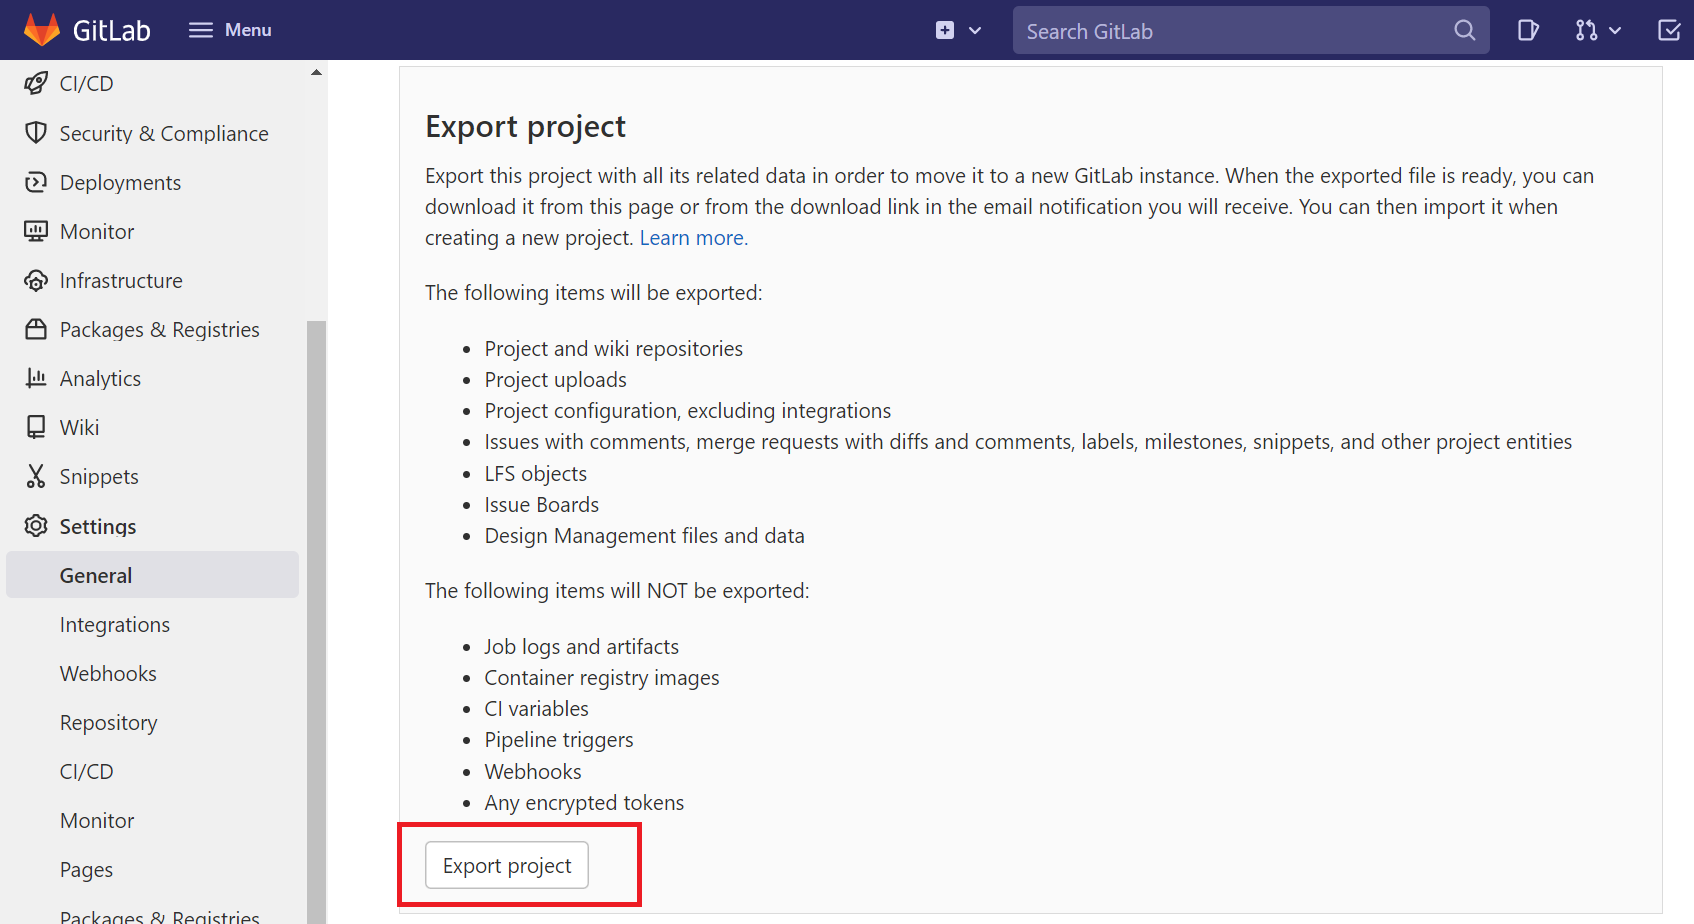 GitLab
Menu
Search GitLab
CI/CD
Security & Compliance
Deployments
Monitor
Infrastructure
Packages & Registries
Analytics
Wiki
Snippets
Settings
General
Integrations
Webhooks
Repository
CI/CD
Monitor
Pages
Packages & Registries
Export project
Export this project with all its related data in order to move it to a new GitLab instance. When the exported file is ready, you can
download it from this page or from the download link in the email notification you will receive. You can then import it when
creating a new project. Learn more.
The following items will be exported:
• Project and wiki repositories
• Project uploads
• Project configuration, excluding integrations
• Issues with comments, merge requests with diffs and comments, labels, milestones, snippets, and other project entities
• LFS objects
• Issue Boards
• Design Management files and data
The following items will NOT be exported:
• Job logs and artifacts
• Container registry images
• CI variables
• Pipeline triggers
• Webhooks
• Any encrypted tokens
Export project